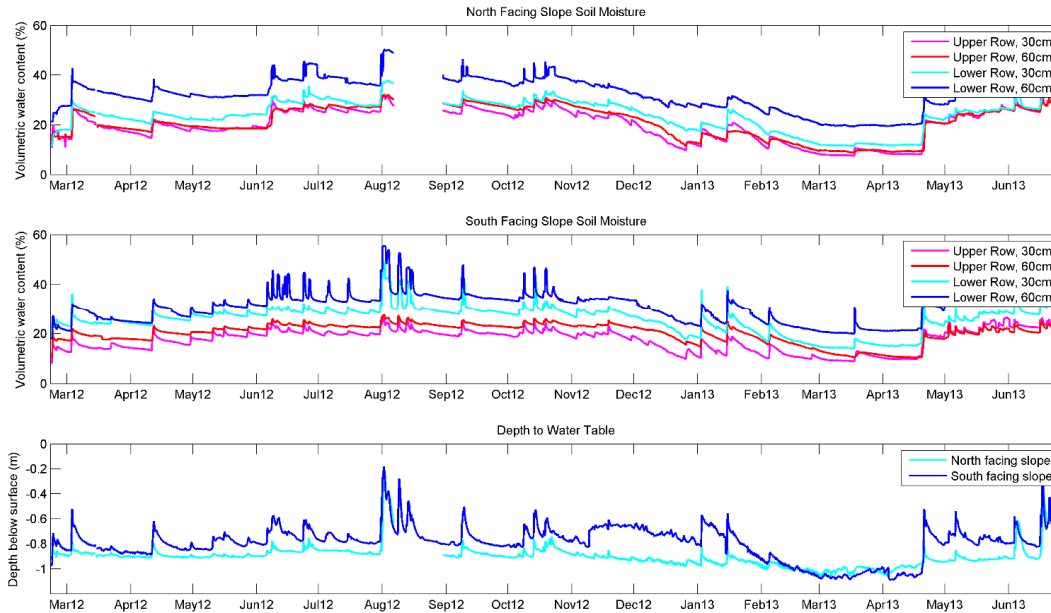 North Facing Slope Soil Moisture
Volumetric water content (%)
60
40
20
0
Upper Row, 30cm
Upper Row, 60cm
Lower Row, 30cm
Lower Row, 60cm
Mar12 Apr12 May12 Jun12 Jul12 Aug12 Sep12 Oct12 Nov12 Dec12 Jan13 Feb13 Mar13 Apr13 May13 Jun13
South Facing Slope Soil Moisture
Volumetric water content (%)
60
40
20
0
Upper Row, 30cm
Upper Row, 60cm
Lower Row, 30cm
Lower Row, 60cm
Mar12 Apr12 May12 Jun12 Jul12 Aug12 Sep12 Oct12 Nov12 Dec12 Jan13 Feb13 Mar13 Apr13 May13 Jun13
Depth to Water Table
Depth below surface (m)
0
-0.2
-0.4
-0.6
-0.8
-1
North facing slope
South facing slope
Mar12 Apr12 May12 Jun12 Jul12 Aug12 Sep12 Oct12 Nov12 Dec12 Jan13 Feb13 Mar13 Apr13 May13 Jun13